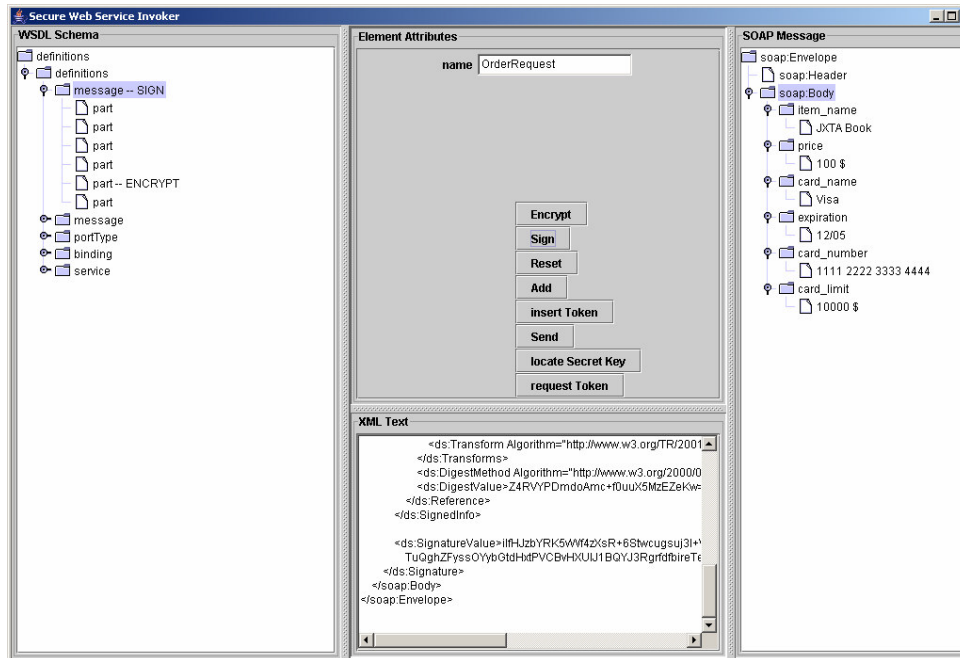 Secure Web Service Invoker
WSDL Schema
definitions
definitions
message -- SIGN
part
part
part
part
part -- ENCRYPT
part
message
portType
binding
service
Element Attributes
name OrderRequest
Encrypt
Sign
Reset
Add
insert Token
Send
locate Secret Key
request Token
XML Text
<ds:Transform Algorithm="http://www.w3.org/TR/2001
</ds:Transforms>
<ds:DigestMethod Algorithm="http://www.w3.org/2000/0
<ds:DigestValue>Z4RVYPDmdoAmc+f0uuX5MzEZeKw=
</ds:Reference>
</ds:SignedInfo>
</ds:Signature>
</soap:Body>
</soap:Envelope>
SOAP Message
soap:Envelope
soap:Header
soap:Body
item_name
JXTA Book
price
100 $
card_name
Visa
expiration
12/05
card_number
1111 2222 3333 4444
card_limit
10000 $